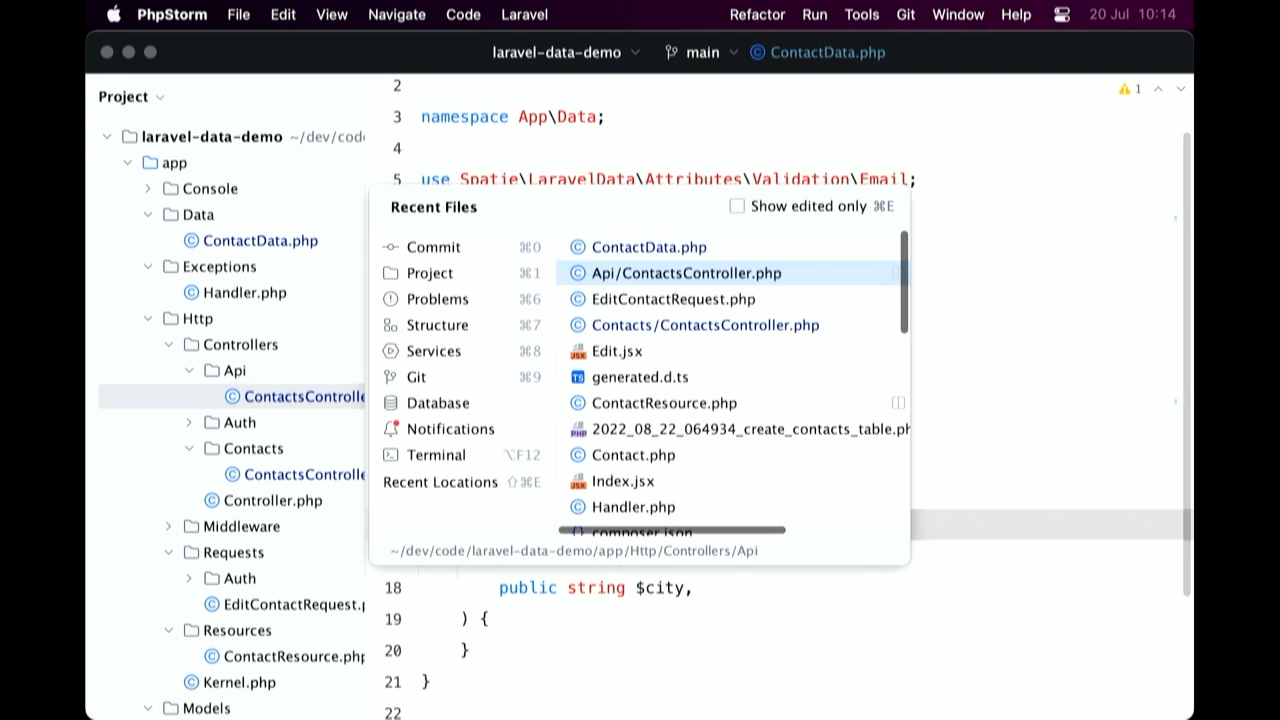 PhpStorm File Edit View Navigate Code Laravel Refactor Run Tools Git Window Help 20 Jul 10:14
laravel-data-demo main ContactData.php
Project
laravel-data-demo ~/dev/cod
app
Console
Data
ContactData.php
Exceptions
Handler.php
Http
Controllers
Api
ContactsControlle
Auth
Contacts
ContactsControlle
Controller.php
Middleware
Requests
Auth
EditContactRequest.p
Resources
ContactResource.php
Kernel.php
Models
1
2
3 namespace App\Data;
4
5 use Spatie\LaravelData\Attributes\Validation\Email;
Recent Files
Show edited only ⌘E
Commit ⌘0
Project ⌘1
Problems ⌘6
Structure ⌘7
Services ⌘8
Git ⌘9
Database
Notifications
Terminal ⌥F12
Recent Locations ⇧⌘E
ContactData.php
Api/ContactsController.php
EditContactRequest.php
Contacts/ContactsController.php
Edit.jsx
generated.d.ts
ContactResource.php
2022_08_22_064934_create_contacts_table.ph
Contact.php
Index.jsx
Handler.php
composer.json
~/dev/code/laravel-data-demo/app/Http/Controllers/Api
18 public string $city,
19 ) {
20 }
21 }
22